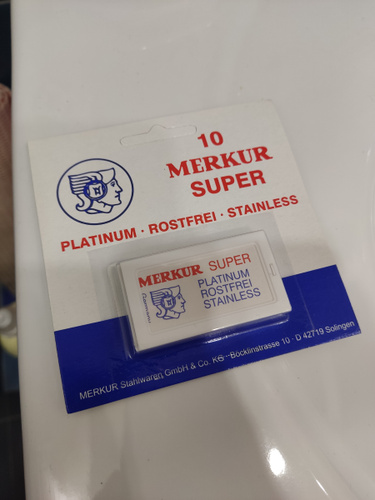 10
MERKUR
SUPER
PLATINUM · ROSTFREI · STAINLESS
MERKUR SUPER
PLATINUM
ROSTFREI
STAINLESS
MERKUR Stahlwaren GmbH & Co. KG · Böcklinstrasse 10 · D 42719 Solingen